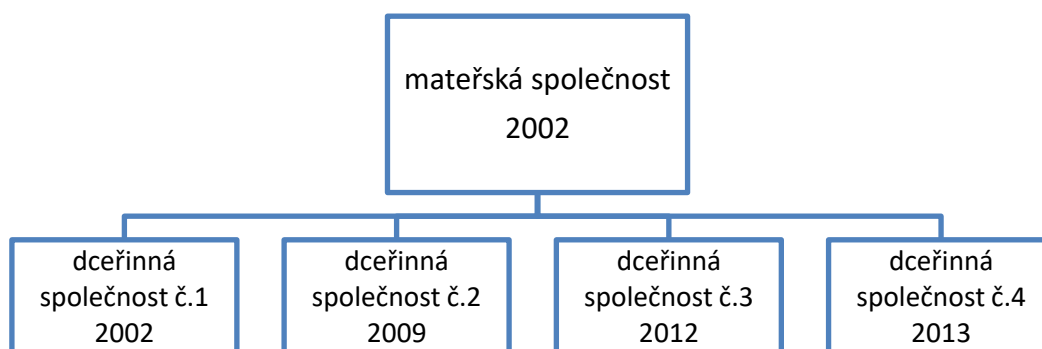 mateřská společnost
2002
dceřinná
společnost č.1
2002
dceřinná
společnost č.2
2009
dceřinná
společnost č.3
2012
dceřinná
společnost č.4
2013